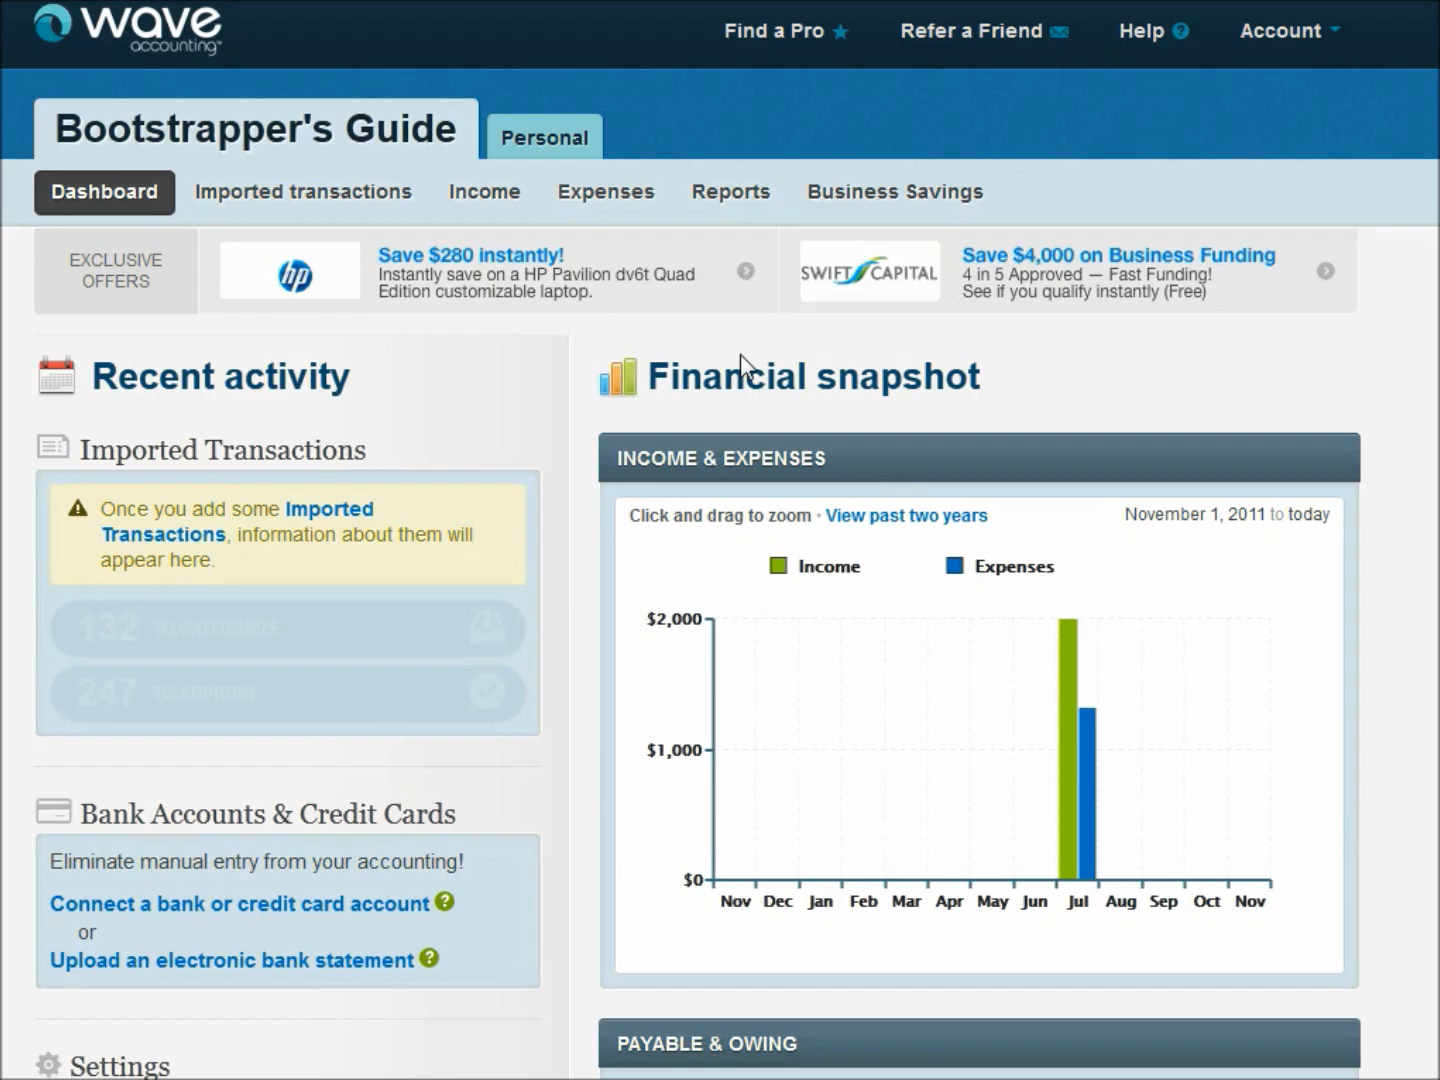 wave
accounting™
Find a Pro
Refer a Friend
Help ?
Account
Bootstrapper's Guide
Personal
Dashboard
Imported transactions
Income
Expenses
Reports
Business Savings
EXCLUSIVE
OFFERS
hp
Save $280 instantly!
Instantly save on a HP Pavilion dv6t Quad
Edition customizable laptop.
SWIFT CAPITAL
Save $4,000 on Business Funding
4 in 5 Approved — Fast Funding!
See if you qualify instantly (Free)
Recent activity
Imported Transactions
Once you add some Imported
Transactions, information about them will
appear here.
132 TO CATEGORIZE
247 TO APPROVE
Bank Accounts & Credit Cards
Eliminate manual entry from your accounting!
Connect a bank or credit card account ?
or
Upload an electronic bank statement ?
Settings
Financial snapshot
INCOME & EXPENSES
Click and drag to zoom • View past two years
November 1, 2011 to today
Income
Expenses
$2,000
$1,000
$0
Nov Dec Jan Feb Mar Apr May Jun Jul Aug Sep Oct Nov
PAYABLE & OWING